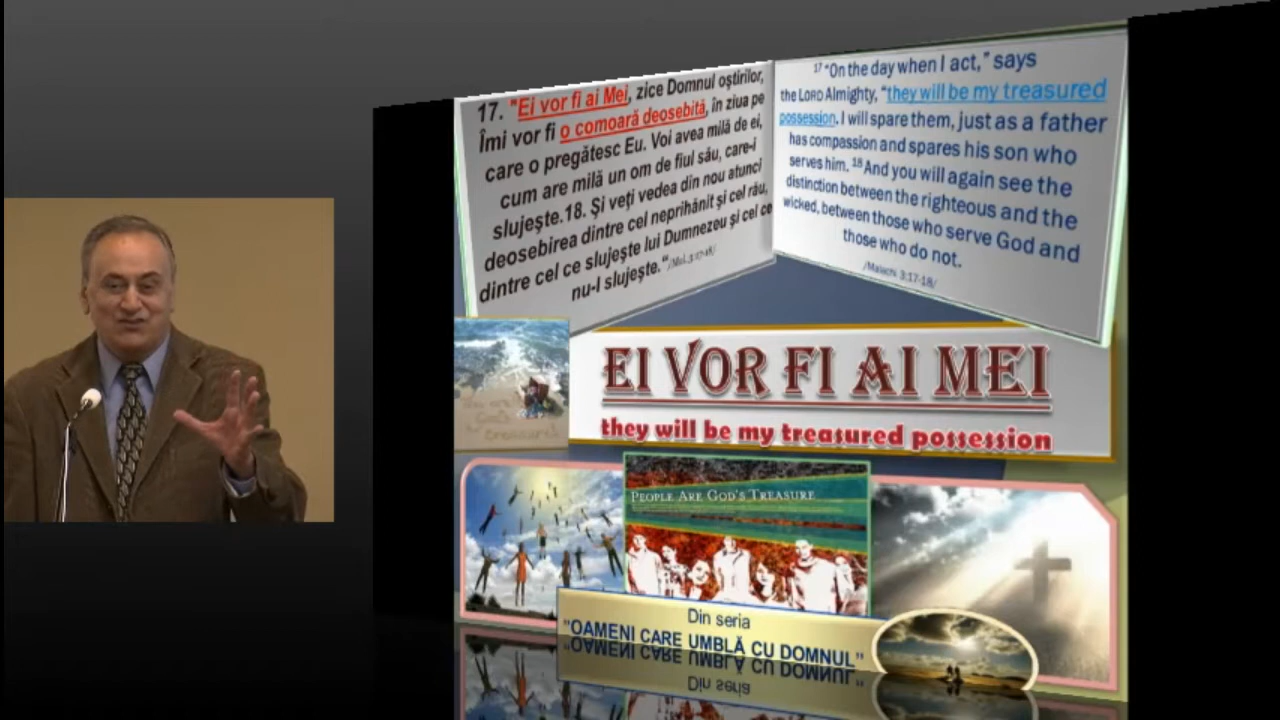 17. "Ei vor fi ai Mei, zice Domnul oştirilor,
Îmi vor fi o comoară deosebită, în ziua pe
care o pregătesc Eu. Voi avea milă de ei,
cum are milă un om de fiul său, care-i
slujeşte.18. Şi veţi vedea din nou atunci
deosebirea dintre cel neprihănit şi cel rău,
dintre cel ce slujeşte lui Dumnezeu şi cel ce
nu-I slujeşte." /Mal.3:17-18/
17 "On the day when I act," says
the LORD Almighty, "they will be my treasured
possession. I will spare them, just as a father
has compassion and spares his son who
serves him. 18 And you will again see the
distinction between the righteous and the
wicked, between those who serve God and
those who do not.
/Malachi 3:17-18/
EI VOR FI AI MEI
they will be my treasured possession
PEOPLE ARE GOD'S TREASURE
Din seria
"OAMENI CARE UMBLĂ CU DOMNUL"